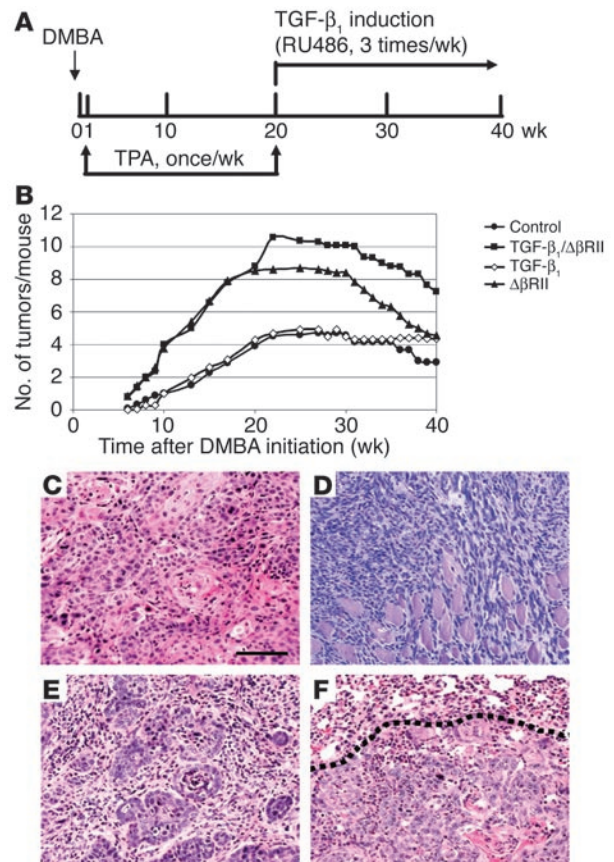 A
DMBA
TGF-β₁ induction
(RU486, 3 times/wk)
01 10 20 30 40 wk
TPA, once/wk
B
12
10
8
6
4
2
0
No. of tumors/mouse
0 10 20 30 40
Time after DMBA initiation (wk)
Control
TGF-β₁/ΔβRII
TGF-β₁
ΔβRII
C
D
E
F